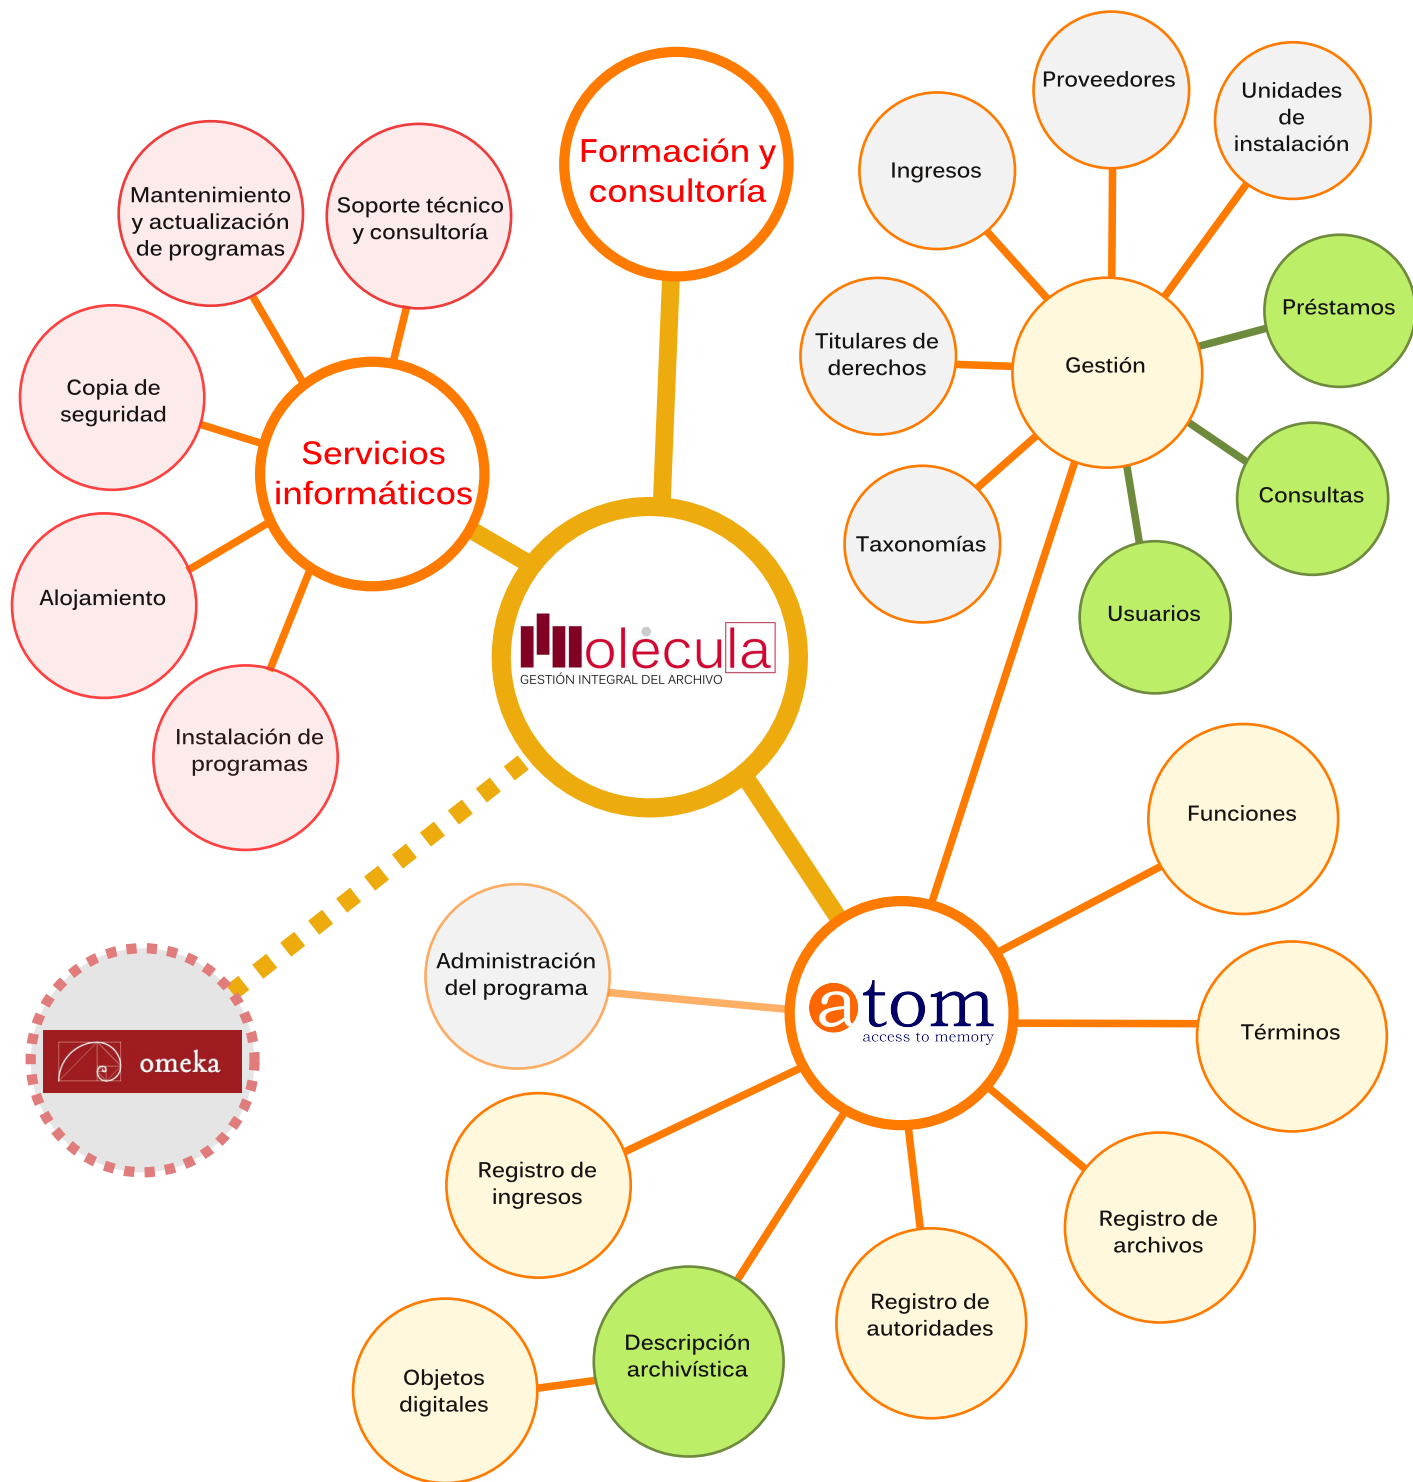 Formación y
consultoría
Proveedores
Unidades
de
instalación
Ingresos
Mantenimiento
y actualización
de programas
Soporte técnico
y consultoría
Préstamos
Titulares de
derechos
Gestión
Copia de
seguridad
Servicios
informáticos
Consultas
Taxonomías
Alojamiento
Usuarios
Molécula
GESTIÓN INTEGRAL DEL ARCHIVO
Instalación de
programas
Funciones
Administración
del programa
atom
access to memory
Términos
omeka
Registro de
ingresos
Registro de
archivos
Registro de
autoridades
Descripción
archivística
Objetos
digitales